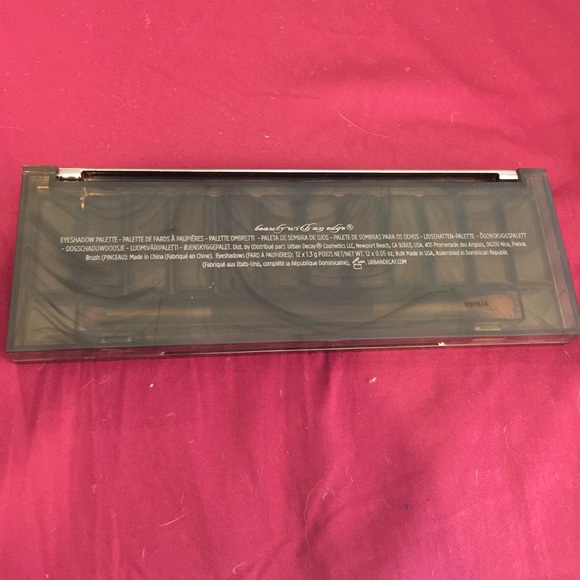 beauty with an edge®
EYESHADOW PALETTE - PALETTE DE FARDS À PAUPIÈRES - PALETTE OMBRETTI - PALETA DE SOMBRA DE OJOS - PALETE DE SOMBRAS PARA OS OLHOS - LIDSCHATTEN-PALETTE - ÖGONSKUGGEPALETT
- OOGSCHADUWDOOSJE - LUOMIVÄRIPALETTI - ØJENSKYGGEPALET. Dist. by (Distribué par): Urban Decay® Cosmetics LLC, Newport Beach, CA 92663, USA. 455 Promenade des Anglais, 06200 Nice, France.
Brush (PINCEAU): Made in China (Fabriqué en Chine). Eyeshadows (FARD À PAUPIÈRES): 12 x 1.3 g POIDS NET/NET WT. 12 x 0.05 oz, Bulk Made in USA, Assembled in Dominican Republic
(Fabriqué aux États-Unis, complété la République Dominicaine). URBANDECAY.COM